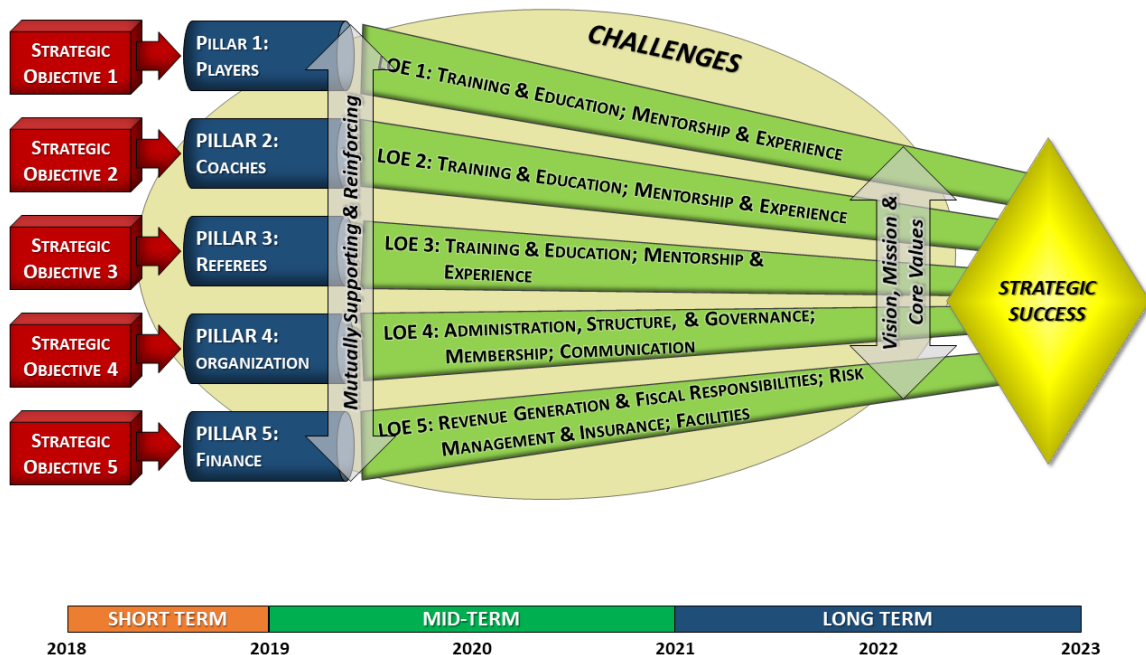 CHALLENGES
STRATEGIC
OBJECTIVE 1
PILLAR 1:
PLAYERS
LOE 1: TRAINING & EDUCATION; MENTORSHIP & EXPERIENCE
STRATEGIC
OBJECTIVE 2
PILLAR 2:
COACHES
LOE 2: TRAINING & EDUCATION; MENTORSHIP & EXPERIENCE
STRATEGIC
OBJECTIVE 3
PILLAR 3:
REFEREES
LOE 3: TRAINING & EDUCATION; MENTORSHIP &
EXPERIENCE
STRATEGIC
OBJECTIVE 4
PILLAR 4:
ORGANIZATION
LOE 4: ADMINISTRATION, STRUCTURE, & GOVERNANCE;
MEMBERSHIP; COMMUNICATION
STRATEGIC
OBJECTIVE 5
PILLAR 5:
FINANCE
LOE 5: REVENUE GENERATION & FISCAL RESPONSIBILITIES; RISK
MANAGEMENT & INSURANCE; FACILITIES
Mutually Supporting & Reinforcing
Vision, Mission &
Core Values
STRATEGIC
SUCCESS
SHORT TERM
MID-TERM
LONG TERM
2018
2019
2020
2021
2022
2023